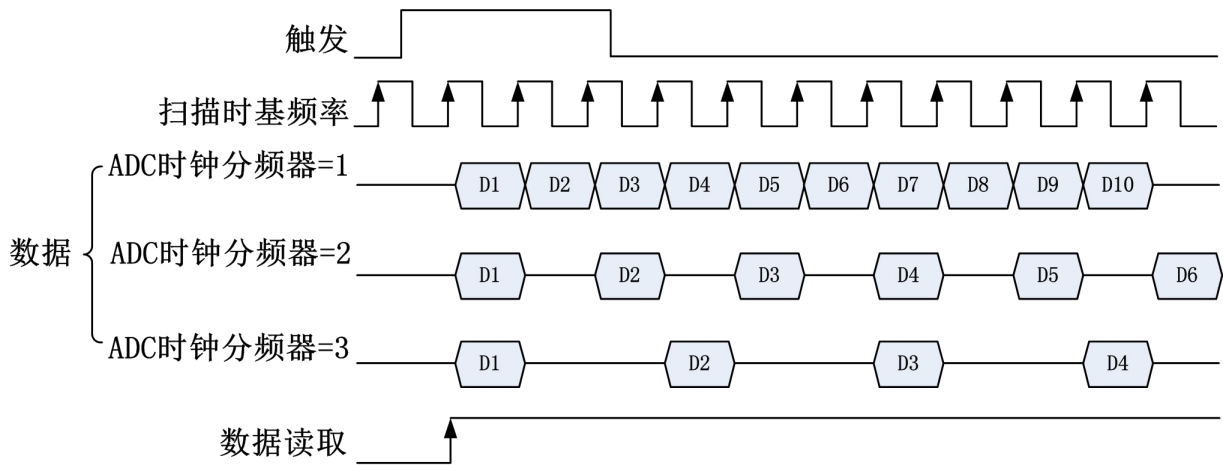 触发
扫描时基频率
ADC时钟分频器=1
D1 D2 D3 D4 D5 D6 D7 D8 D9 D10
数据
ADC时钟分频器=2
D1 D2 D3 D4 D5 D6
ADC时钟分频器=3
D1 D2 D3 D4
数据读取